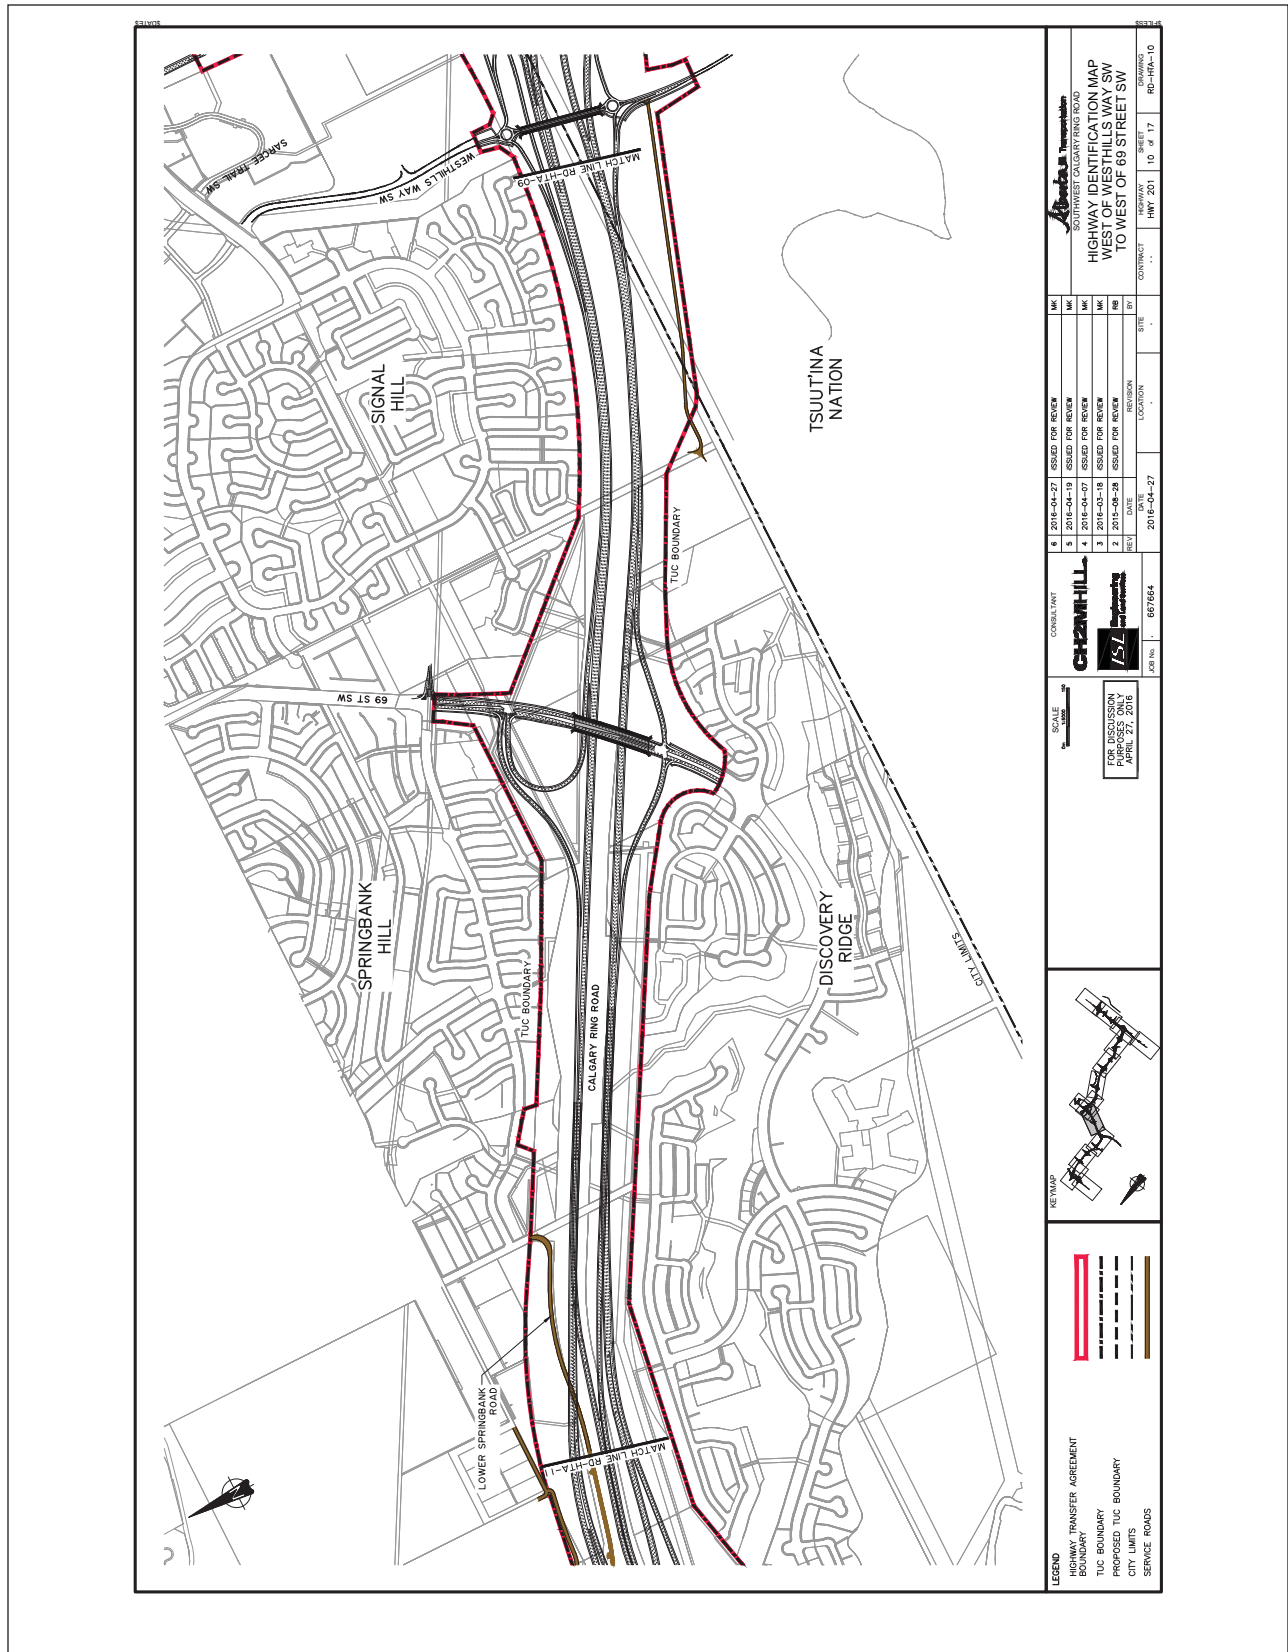 $DATE$
$FILES$
SARCEE TRAIL SW
WESTHILLS WAY SW
MATCH LINE RD-HTA-09
SIGNAL
HILL
TSUUT'INA
NATION
TUC BOUNDARY
69 ST SW
SPRINGBANK
HILL
TUC BOUNDARY
CALGARY RING ROAD
DISCOVERY
RIDGE
CITY LIMITS
LOWER SPRINGBANK
ROAD
MATCH LINE RD-HTA-11
LEGEND
HIGHWAY TRANSFER AGREEMENT
BOUNDARY
TUC BOUNDARY
PROPOSED TUC BOUNDARY
CITY LIMITS
SERVICE ROADS
KEYMAP
SCALE
FOR DISCUSSION
PURPOSES ONLY
APRIL 27, 2016
CONSULTANT
CH2MHILL
ISL Engineering
and Land Services
JOB No. 667664
6 2016-04-27 ISSUED FOR REVIEW MK
5 2016-04-19 ISSUED FOR REVIEW MK
4 2016-04-07 ISSUED FOR REVIEW MK
3 2016-03-18 ISSUED FOR REVIEW MK
2 2015-08-28 ISSUED FOR REVIEW RB
REV DATE REVISION BY
DATE LOCATION SITE
2016-04-27 - -
Alberta Transportation
SOUTHWEST CALGARY RING ROAD
HIGHWAY IDENTIFICATION MAP
WEST OF WESTHILLS WAY SW
TO WEST OF 69 STREET SW
CONTRACT HIGHWAY SHEET DRAWING
-- HWY 201 10 of 17 RD-HTA-10